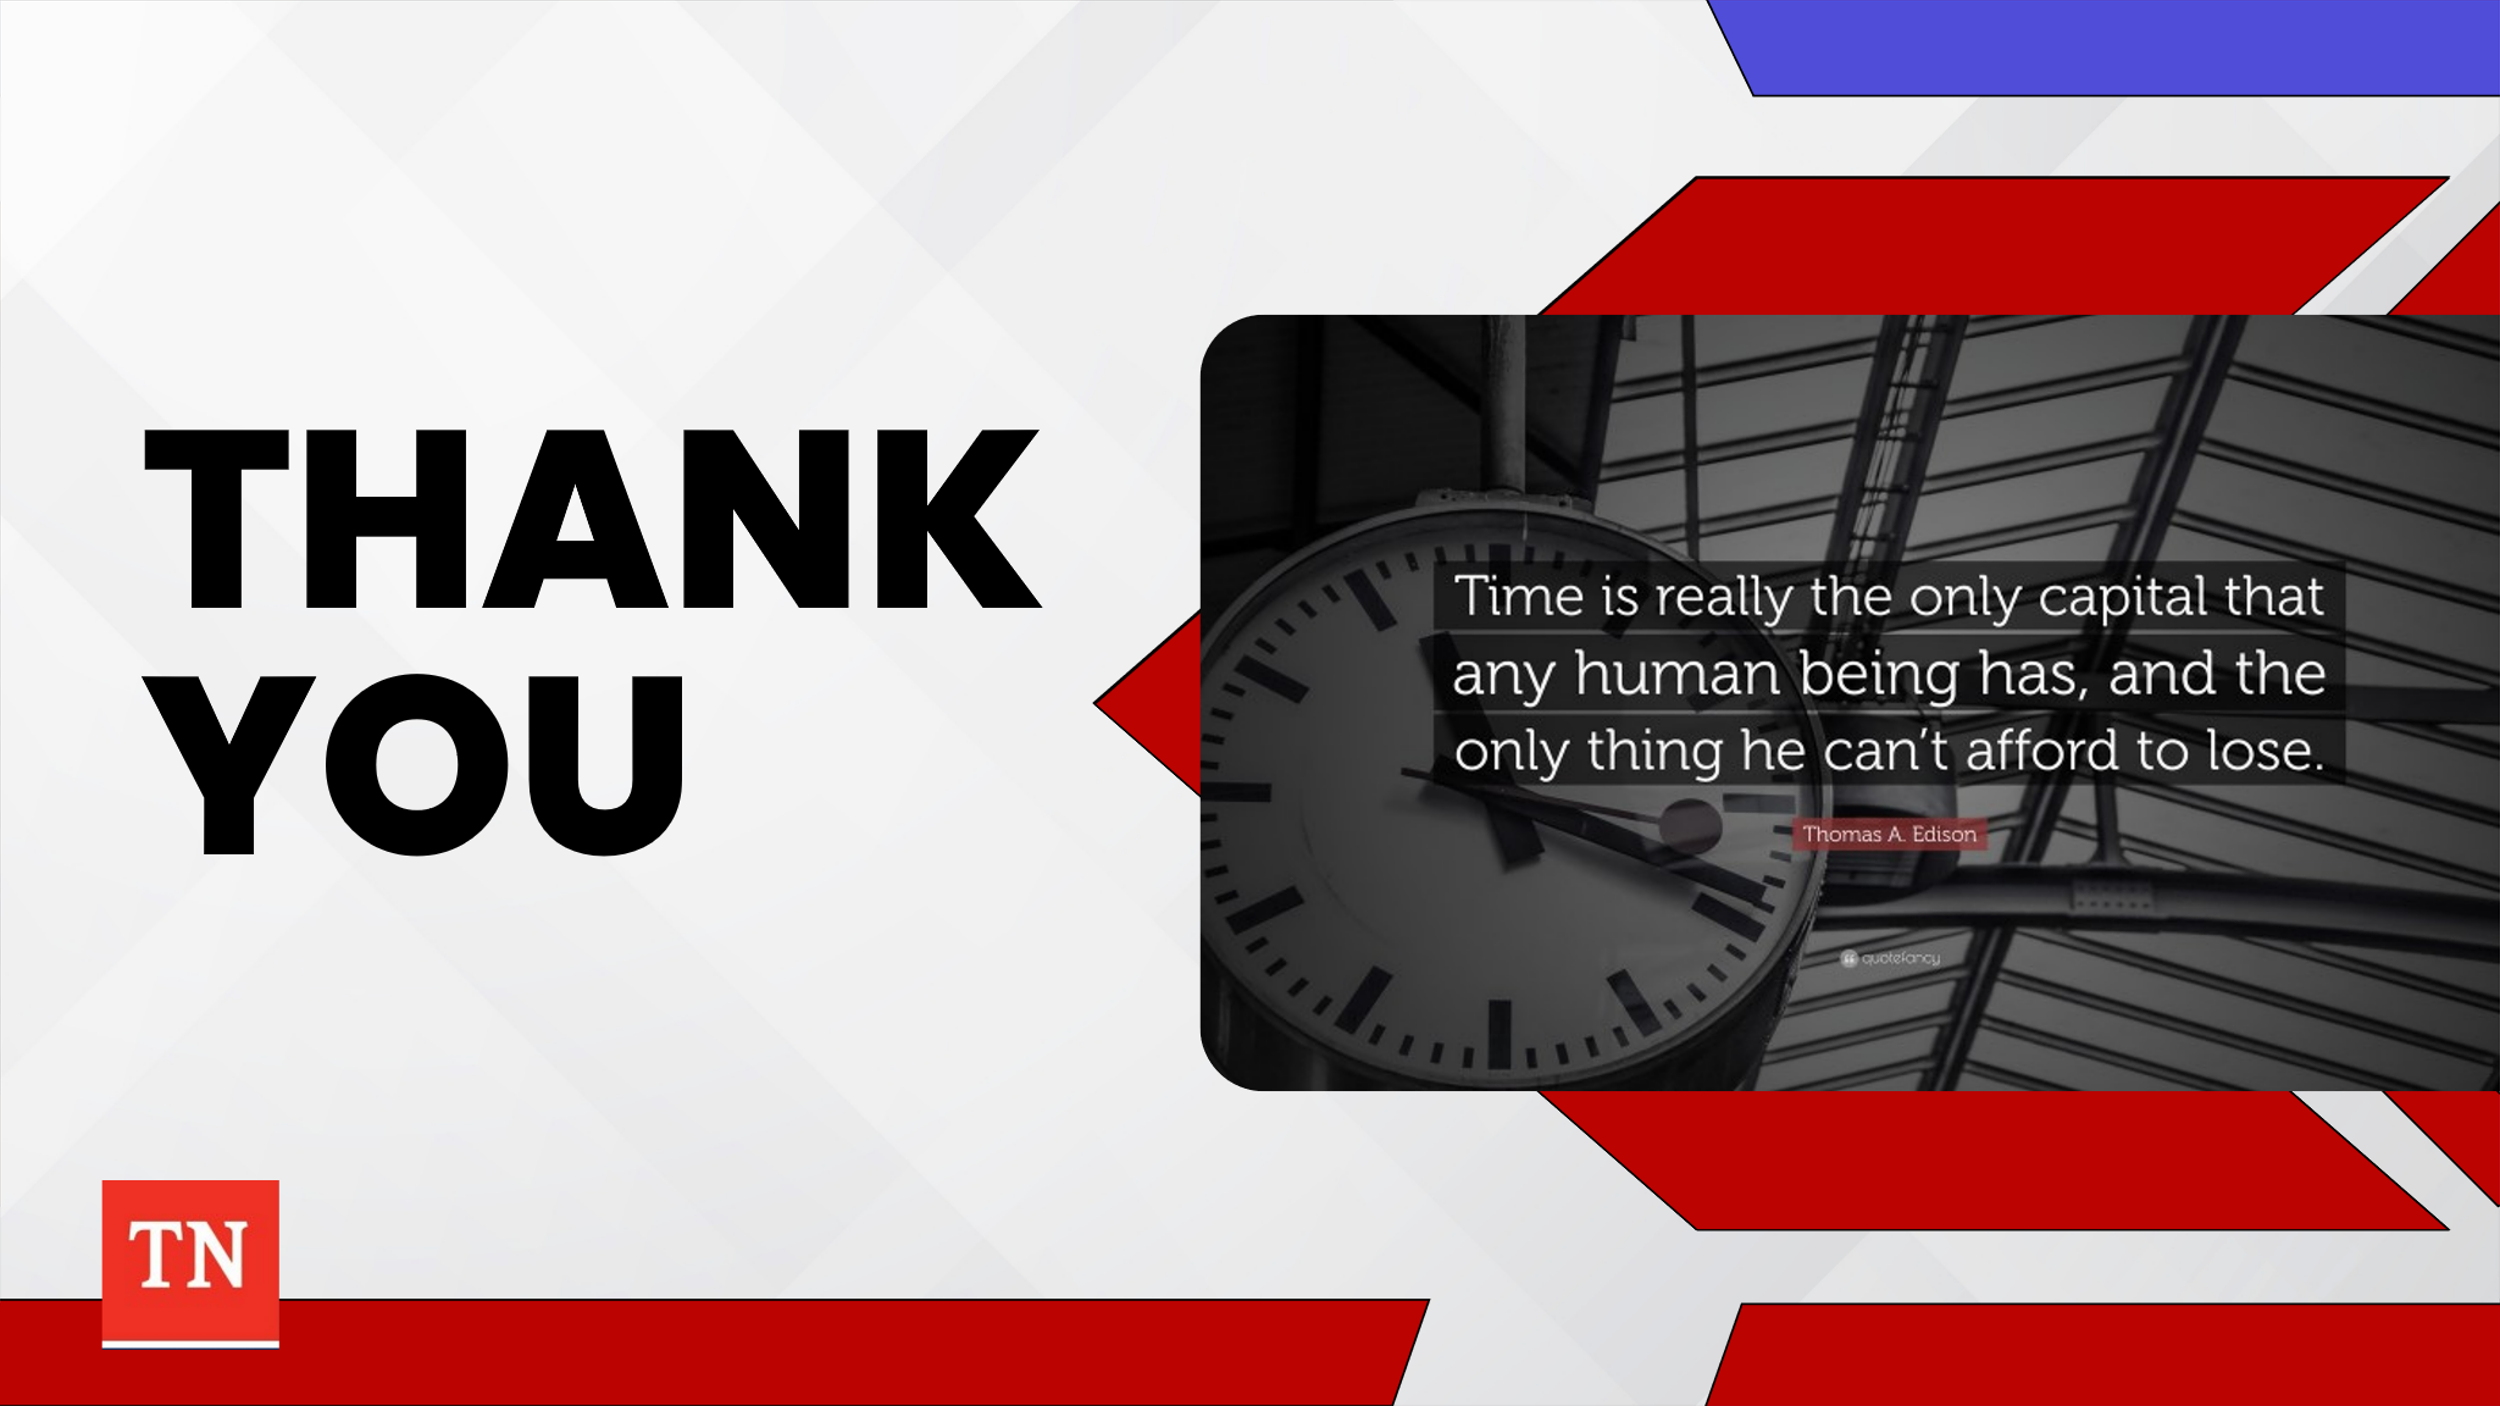 THANK
YOU
Time is really the only capital that
any human being has, and the
only thing he can’t afford to lose.
Thomas A. Edison
quotefancy
TN